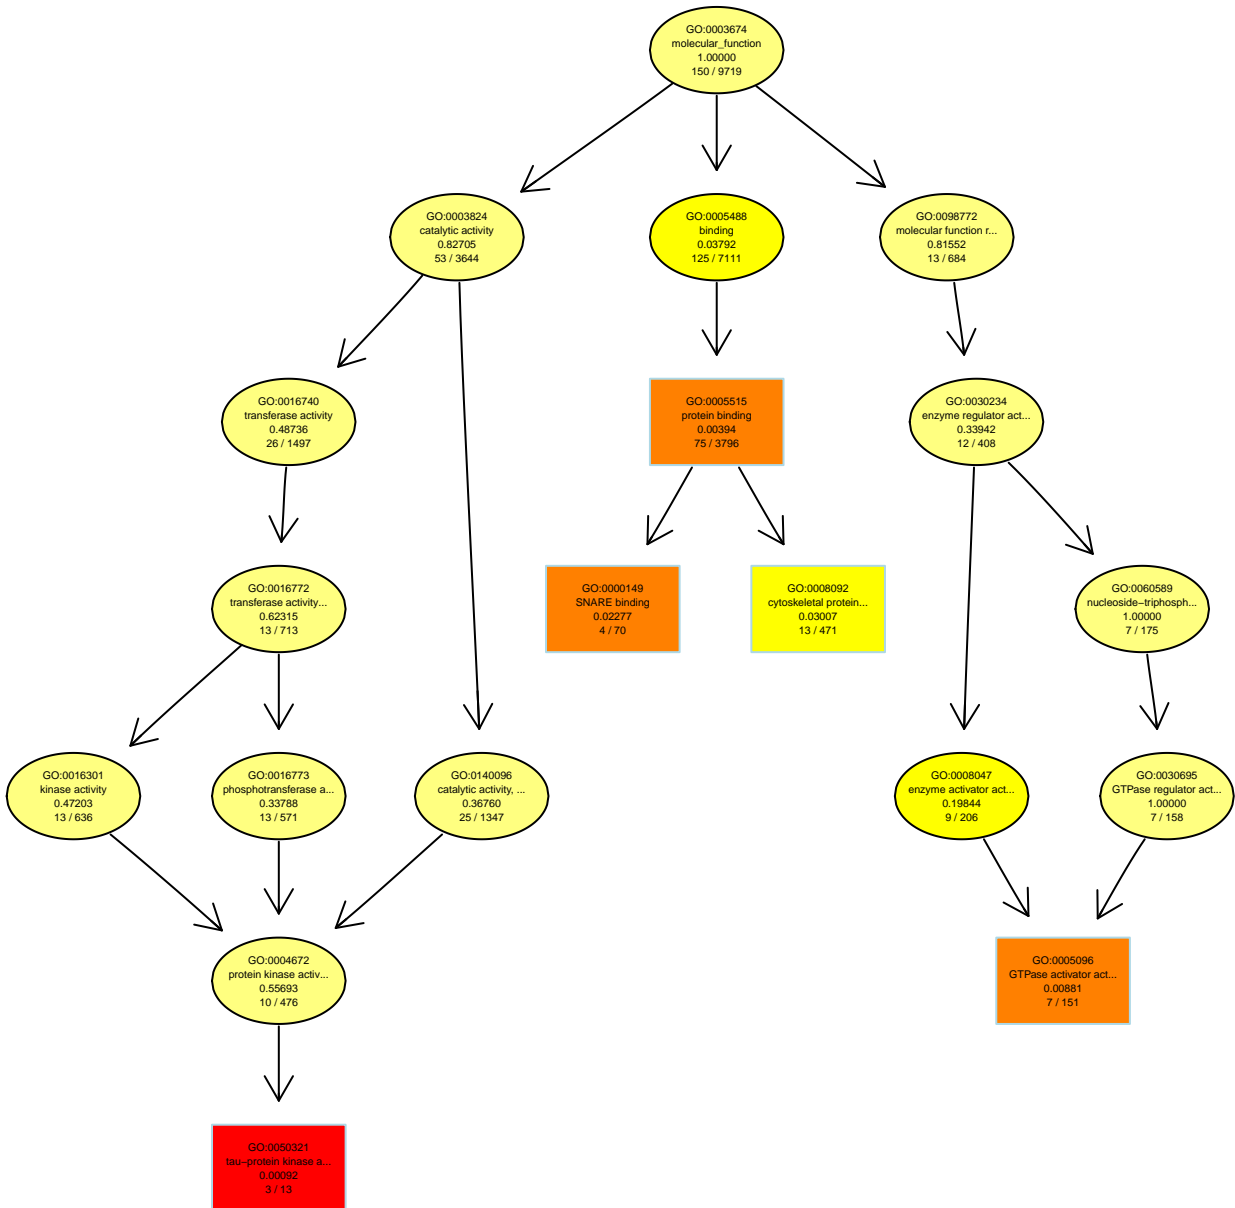 GO:0003674
molecular_function
1.00000
150 / 9719
GO:0003824
catalytic activity
0.82705
53 / 3644
GO:0005488
binding
0.03792
125 / 7111
GO:0098772
molecular function r...
0.81552
13 / 684
GO:0016740
transferase activity
0.48736
26 / 1497
GO:0005515
protein binding
0.00394
75 / 3796
GO:0030234
enzyme regulator act...
0.33942
12 / 408
GO:0016772
transferase activity...
0.62315
13 / 713
GO:0000149
SNARE binding
0.02277
4 / 70
GO:0008092
cytoskeletal protein...
0.03007
13 / 471
GO:0060589
nucleoside−triphosph...
1.00000
7 / 175
GO:0016301
kinase activity
0.47203
13 / 636
GO:0016773
phosphotransferase a...
0.33788
13 / 571
GO:0140096
catalytic activity, ...
0.36760
25 / 1347
GO:0008047
enzyme activator act...
0.19844
9 / 206
GO:0030695
GTPase regulator act...
1.00000
7 / 158
GO:0004672
protein kinase activ...
0.55693
10 / 476
GO:0005096
GTPase activator act...
0.00881
7 / 151
GO:0050321
tau−protein kinase a...
0.00092
3 / 13